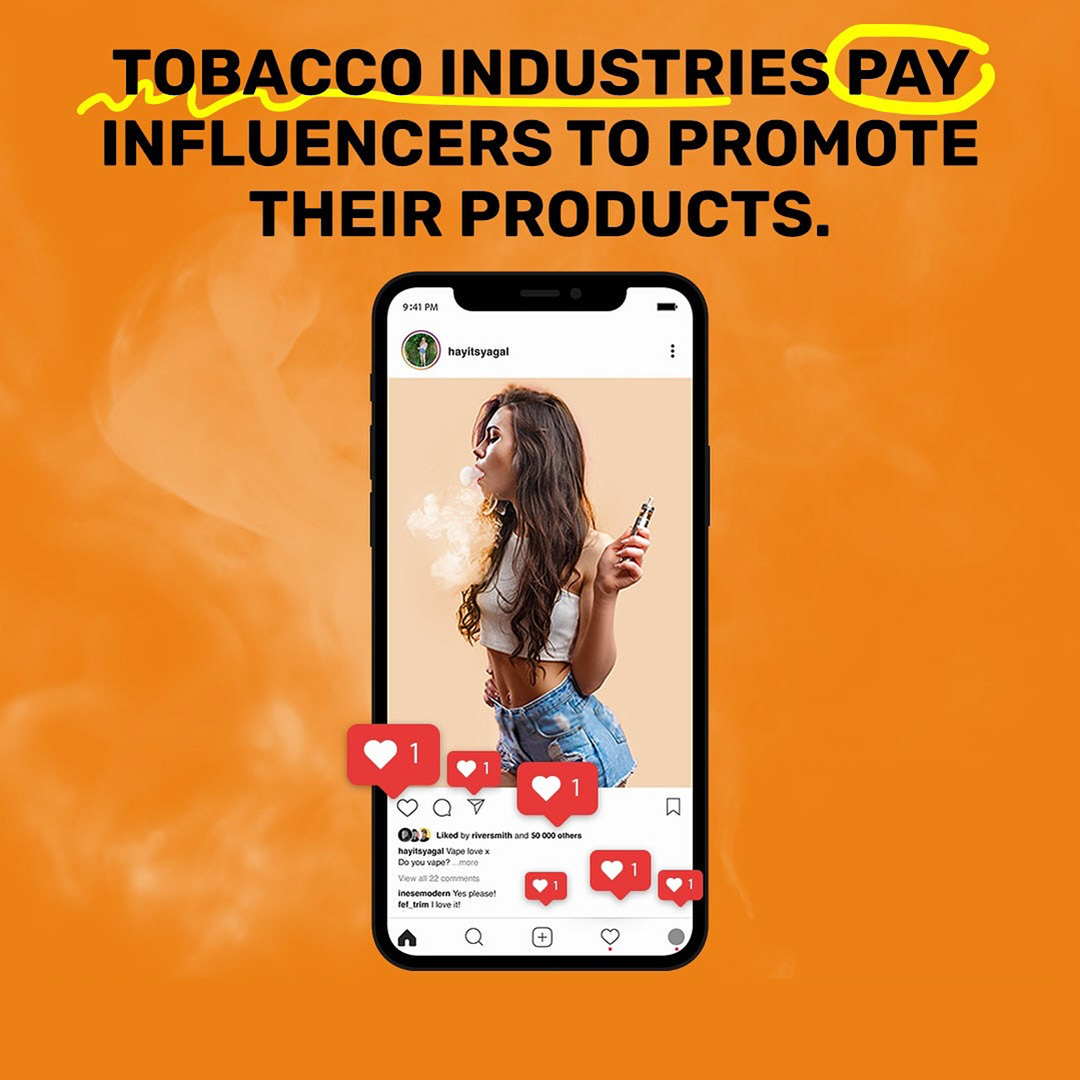 TOBACCO INDUSTRIES PAY
INFLUENCERS TO PROMOTE
THEIR PRODUCTS.
9:41 PM
hayitsyagal
1
1
1
Liked by riversmith and 50 000 others
hayitsyagal Vape love x
Do you vape? ...more
View all 22 comments
1
1
1
inesemodern Yes please!
fef_trim I love it!